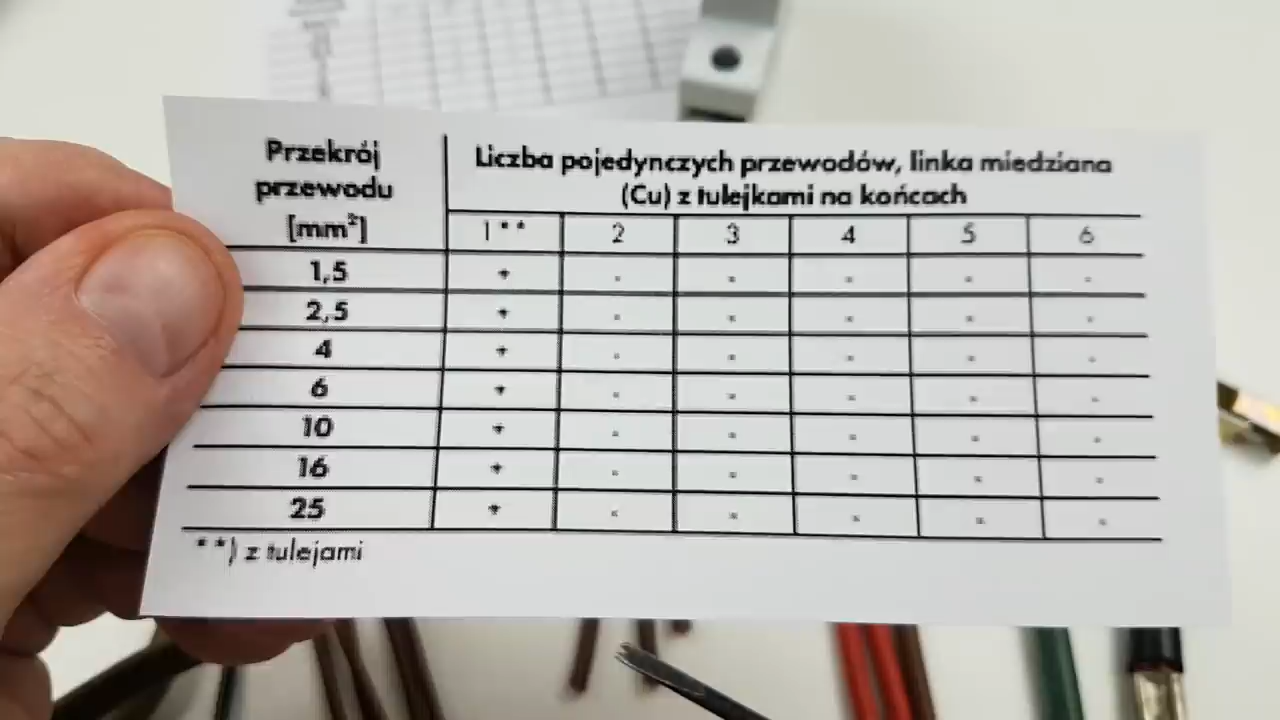 Przekrój
przewodu
[mm²]
Liczba pojedynczych przewodów, linka miedziana
(Cu) z tulejkami na końcach
1** 2 3 4 5 6
1,5 + - - - - -
2,5 + - - - - -
4 + - - - - -
6 + - - - - -
10 + - - - - -
16 + - - - - -
25 + - - - - -
**) z tulejami